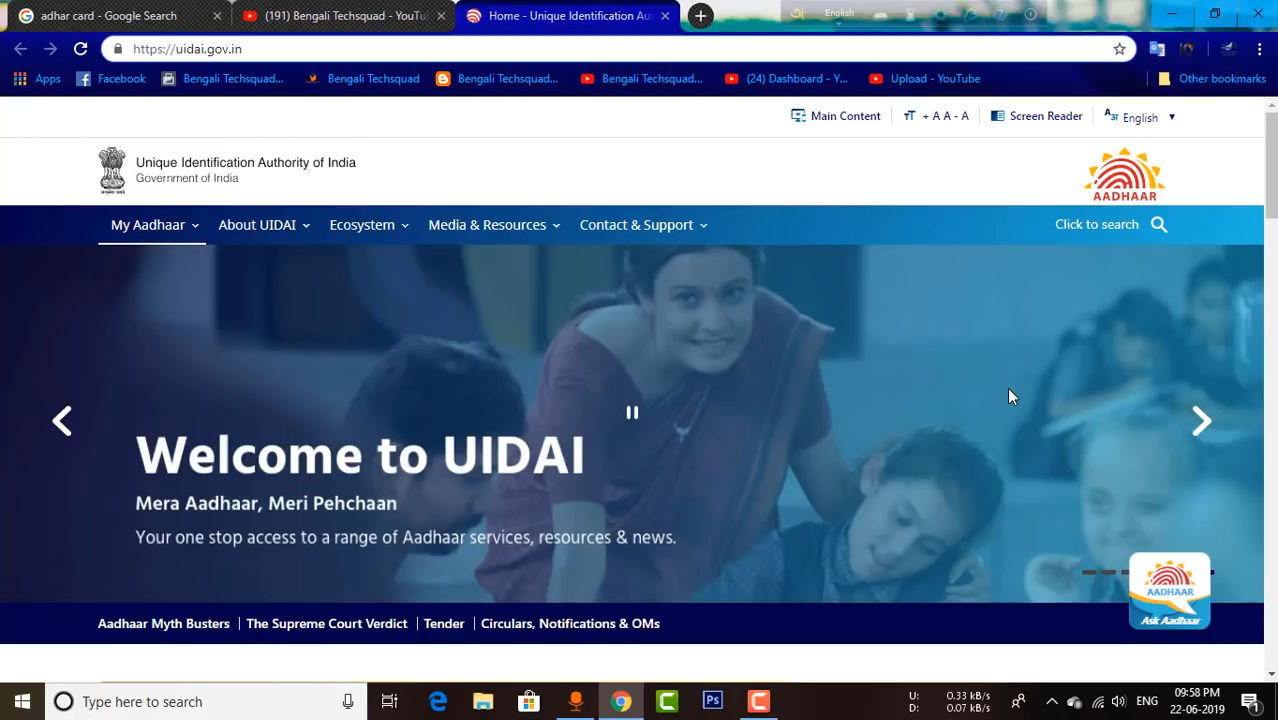 adhar card - Google Search
(191) Bengali Techsquad - YouTu
Home - Unique Identification Au
English
https://uidai.gov.in
Apps
Facebook
Bengali Techsquad...
Bengali Techsquad
Bengali Techsquad...
Bengali Techsquad...
(24) Dashboard - Y...
Upload - YouTube
Other bookmarks
Main Content
+ A A - A
Screen Reader
English
Unique Identification Authority of India
Government of India
AADHAAR
My Aadhaar
About UIDAI
Ecosystem
Media & Resources
Contact & Support
Click to search
Welcome to UIDAI
Mera Aadhaar, Meri Pehchaan
Your one stop access to a range of Aadhaar services, resources & news.
AADHAAR
Ask Aadhaar
Aadhaar Myth Busters
The Supreme Court Verdict
Tender
Circulars, Notifications & OMs
Type here to search
Ps
U: 0.33 kB/s
D: 0.07 kB/s
ENG
09:58 PM
22-06-2019
1